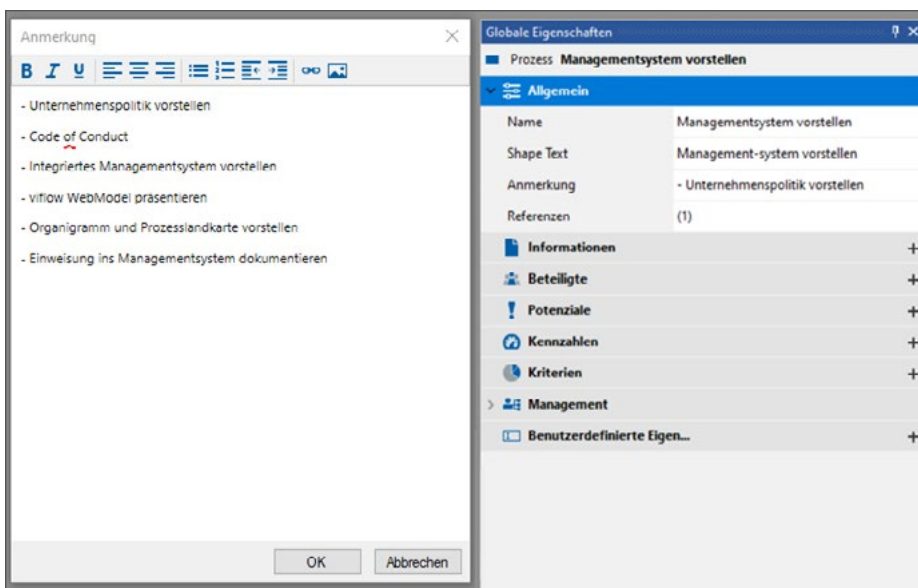 Anmerkung
B I U
- Unternehmenspolitik vorstellen
- Code of Conduct
- Integriertes Managementsystem vorstellen
- viflow WebModel präsentieren
- Organigramm und Prozesslandkarte vorstellen
- Einweisung ins Managementsystem dokumentieren
OK Abbrechen
Globale Eigenschaften
Prozess Managementsystem vorstellen
Allgemein
Name Managementsystem vorstellen
Shape Text Management-system vorstellen
Anmerkung - Unternehmenspolitik vorstellen
Referenzen (1)
Informationen +
Beteiligte +
Potenziale +
Kennzahlen +
Kriterien +
Management
Benutzerdefinierte Eigen... +